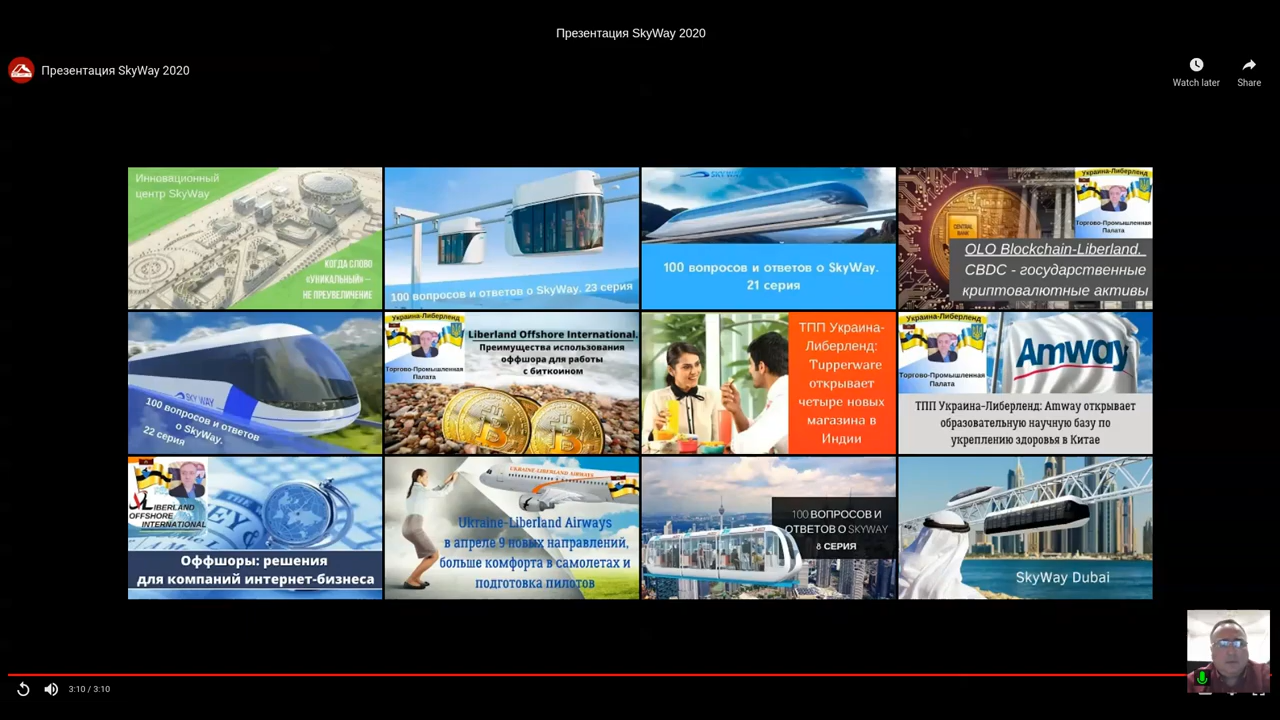 Презентация SkyWay 2020
Презентация SkyWay 2020
Watch later
Share
Инновационный
центр SkyWay
КОГДА СЛОВО
«УНИКАЛЬНЫЙ» –
НЕ ПРЕУВЕЛИЧЕНИЕ
100 вопросов и ответов о SkyWay. 23 серия
SKY WAY
100 вопросов и ответов о SkyWay.
21 серия
Украина-Либерленд
Торгово-Промышленная
Палата
CENTRAL
BANK
OLO Blockchain-Liberland.
CBDC - государственные
криптовалютные активы
SKY WAY
100 вопросов и ответов
о SkyWay.
22 серия
Украина-Либерленд
Торгово-Промышленная
Палата
Liberland Offshore International.
Преимущества использования
оффшора для работы
с биткоином
ТПП Украина-
Либерленд:
Tupperware
открывает
четыре новых
магазина в
Индии
Украина-Либерленд
Торгово-Промышленная
Палата
Amway
ТПП Украина-Либерленд: Amway открывает
образовательную научную базу по
укреплению здоровья в Китае
LIBERLAND
OFFSHORE
INTERNATIONAL
Оффшоры: решения
для компаний интернет-бизнеса
UKRAINE-LIBERLAND AIRWAYS
Ukraine-Liberland Airways
в апреле 9 новых направлений,
больше комфорта в самолетах и
подготовка пилотов
100 ВОПРОСОВ И
ОТВЕТОВ О SKYWAY
8 СЕРИЯ
SkyWay Dubai
3:10 / 3:10